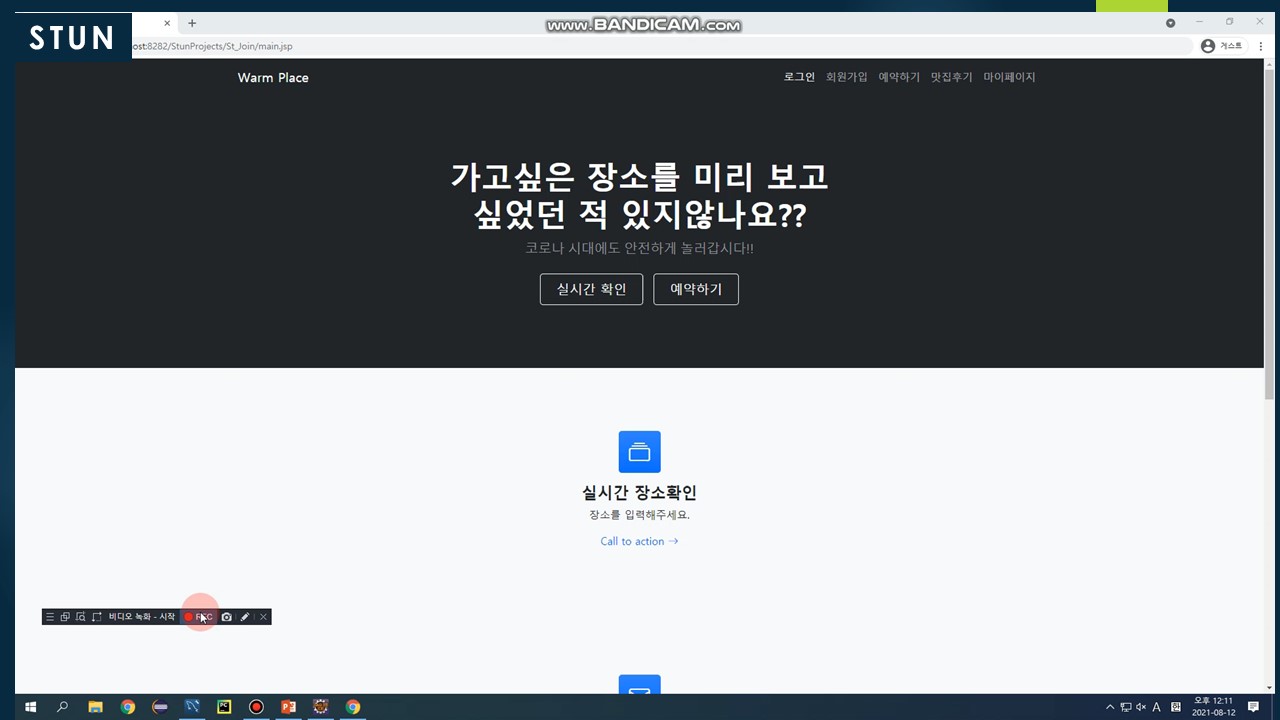 www.BANDICAM.com
STUN
ost:8282/StunProjects/St_Join/main.jsp
게스트
Warm Place
로그인 회원가입 예약하기 맛집후기 마이페이지
가고싶은 장소를 미리 보고
싶었던 적 있지않나요??
코로나 시대에도 안전하게 놀러갑시다!!
실시간 확인 예약하기
실시간 장소확인
장소를 입력해주세요.
Call to action →
비디오 녹화 - 시작 REC
PC
A
오후 12:11
2021-08-12